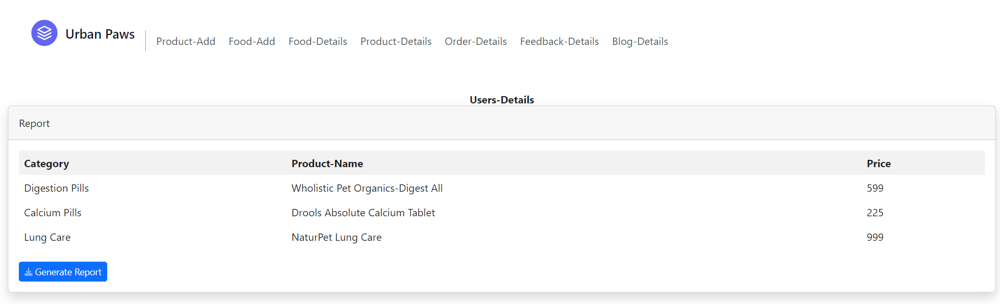 Urban Paws
Product-Add Food-Add Food-Details Product-Details Order-Details Feedback-Details Blog-Details
Users-Details
Report
Category Product-Name Price
Digestion Pills Wholistic Pet Organics-Digest All 599
Calcium Pills Drools Absolute Calcium Tablet 225
Lung Care NaturPet Lung Care 999
Generate Report